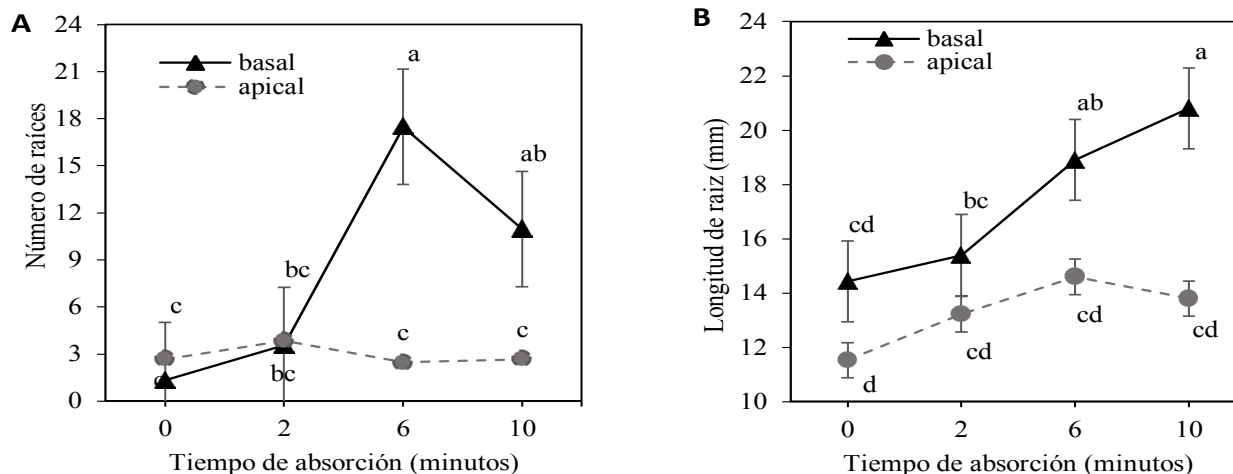 A
Número de raíces
24
21
18
15
12
9
6
3
0
basal
apical
c
c
bc
bc
a
c
ab
c
0 2 6 10
Tiempo de absorción (minutos)
B
Longitud de raiz (mm)
24
22
20
18
16
14
12
10
basal
apical
cd
d
bc
cd
ab
cd
a
cd
0 2 6 10
Tiempo de absorción (minutos)